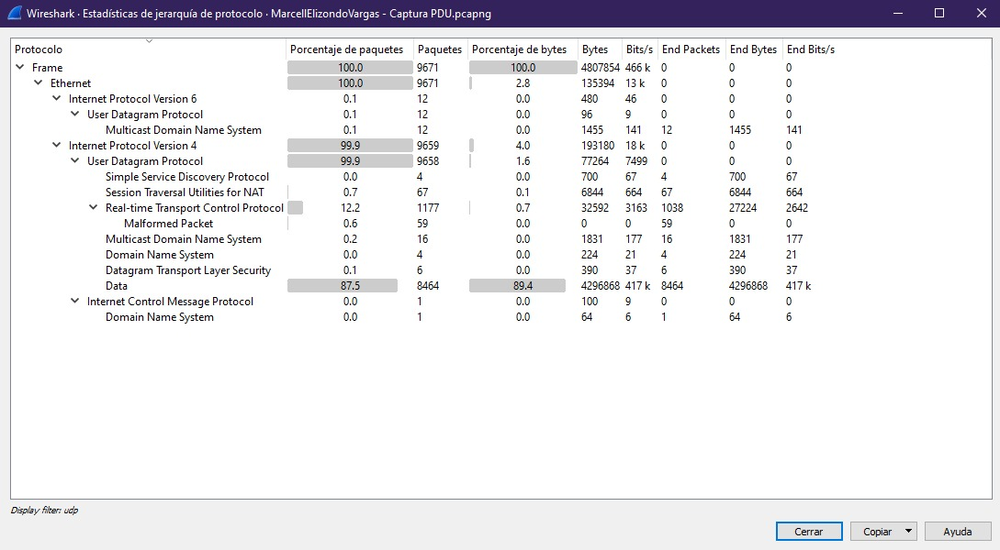 Wireshark · Estadísticas de jerarquía de protocolo · MarcellElizondoVargas - Captura PDU.pcapng
Protocolo Porcentaje de paquetes Paquetes Porcentaje de bytes Bytes Bits/s End Packets End Bytes End Bits/s
Frame 100.0 9671 100.0 4807854 466 k 0 0 0
Ethernet 100.0 9671 2.8 135394 13 k 0 0 0
Internet Protocol Version 6 0.1 12 0.0 480 46 0 0 0
User Datagram Protocol 0.1 12 0.0 96 9 0 0 0
Multicast Domain Name System 0.1 12 0.0 1455 141 12 1455 141
Internet Protocol Version 4 99.9 9659 4.0 193180 18 k 0 0 0
User Datagram Protocol 99.9 9658 1.6 77264 7499 0 0 0
Simple Service Discovery Protocol 0.0 4 0.0 700 67 4 700 67
Session Traversal Utilities for NAT 0.7 67 0.1 6844 664 67 6844 664
Real-time Transport Control Protocol 12.2 1177 0.7 32592 3163 1038 27224 2642
Malformed Packet 0.6 59 0.0 0 0 59 0 0
Multicast Domain Name System 0.2 16 0.0 1831 177 16 1831 177
Domain Name System 0.0 4 0.0 224 21 4 224 21
Datagram Transport Layer Security 0.1 6 0.0 390 37 6 390 37
Data 87.5 8464 89.4 4296868 417 k 8464 4296868 417 k
Internet Control Message Protocol 0.0 1 0.0 100 9 0 0 0
Domain Name System 0.0 1 0.0 64 6 1 64 6
Display filter: udp
Cerrar Copiar Ayuda